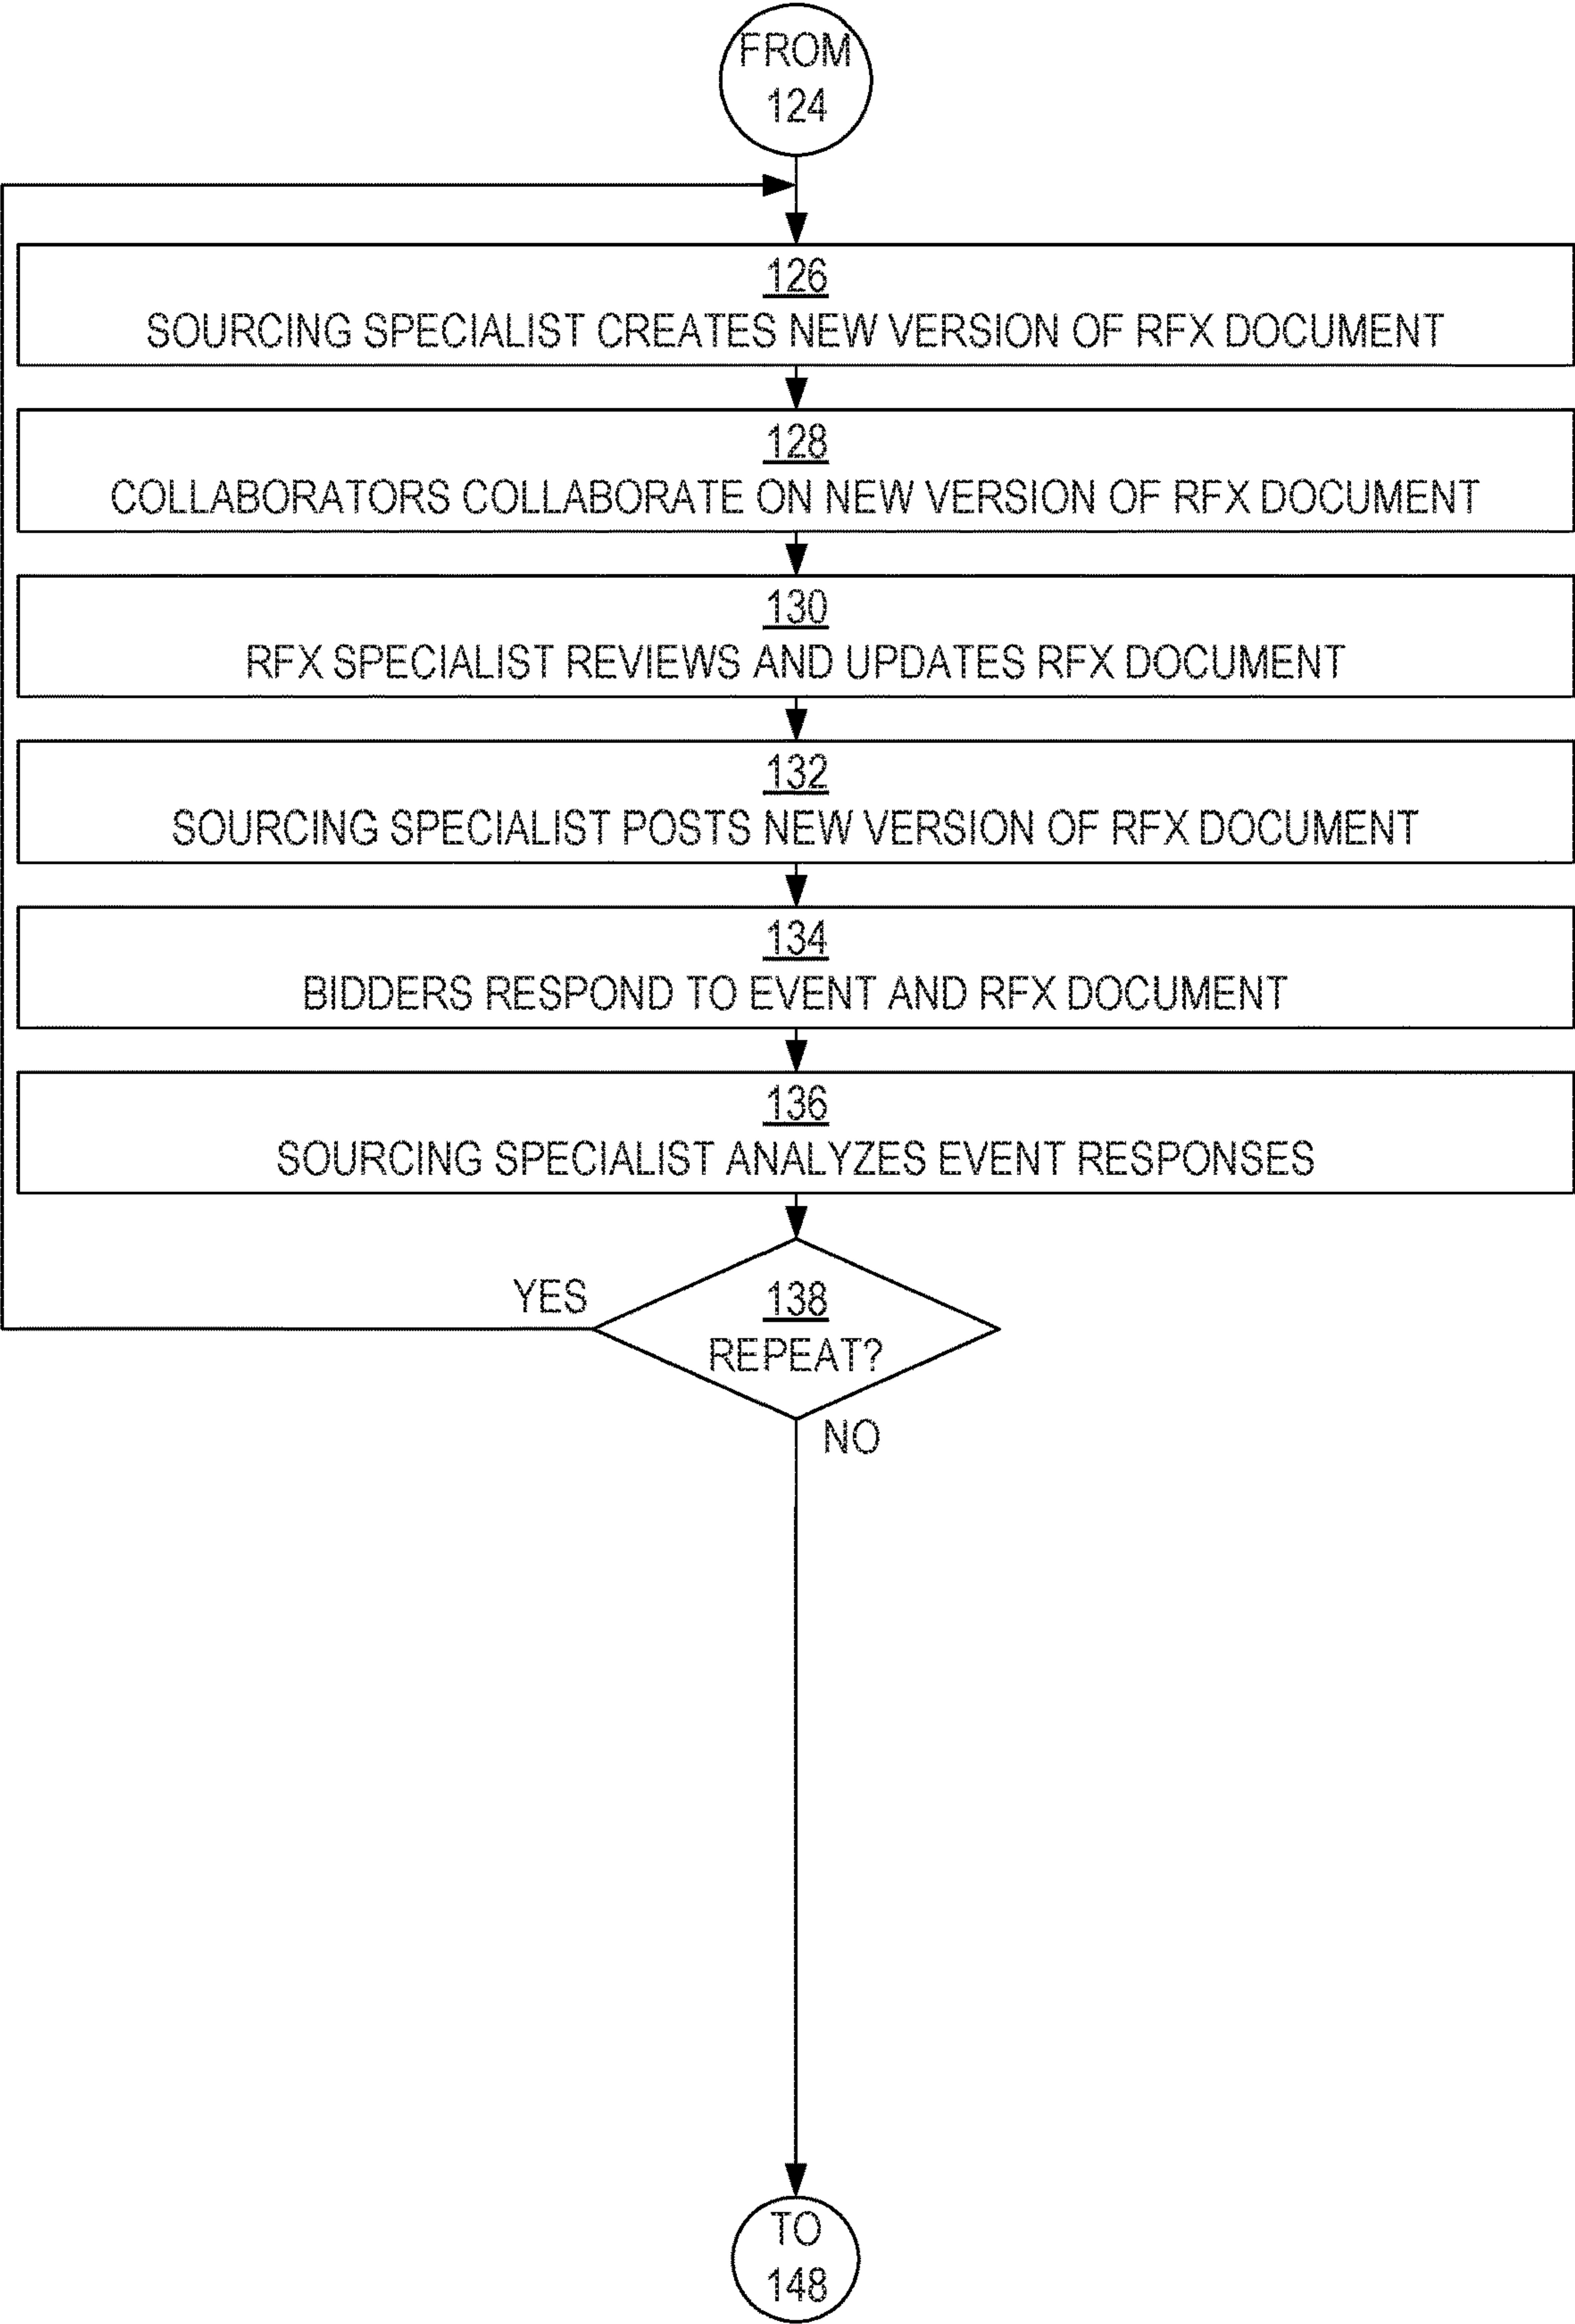 FROM
124
126
SOURCING SPECIALIST CREATES NEW VERSION OF RFX DOCUMENT
128
COLLABORATORS COLLABORATE ON NEW VERSION OF RFX DOCUMENT
130
RFX SPECIALIST REVIEWS AND UPDATES RFX DOCUMENT
132
SOURCING SPECIALIST POSTS NEW VERSION OF RFX DOCUMENT
134
BIDDERS RESPOND TO EVENT AND RFX DOCUMENT
136
SOURCING SPECIALIST ANALYZES EVENT RESPONSES
YES
138
REPEAT?
NO
TO
148